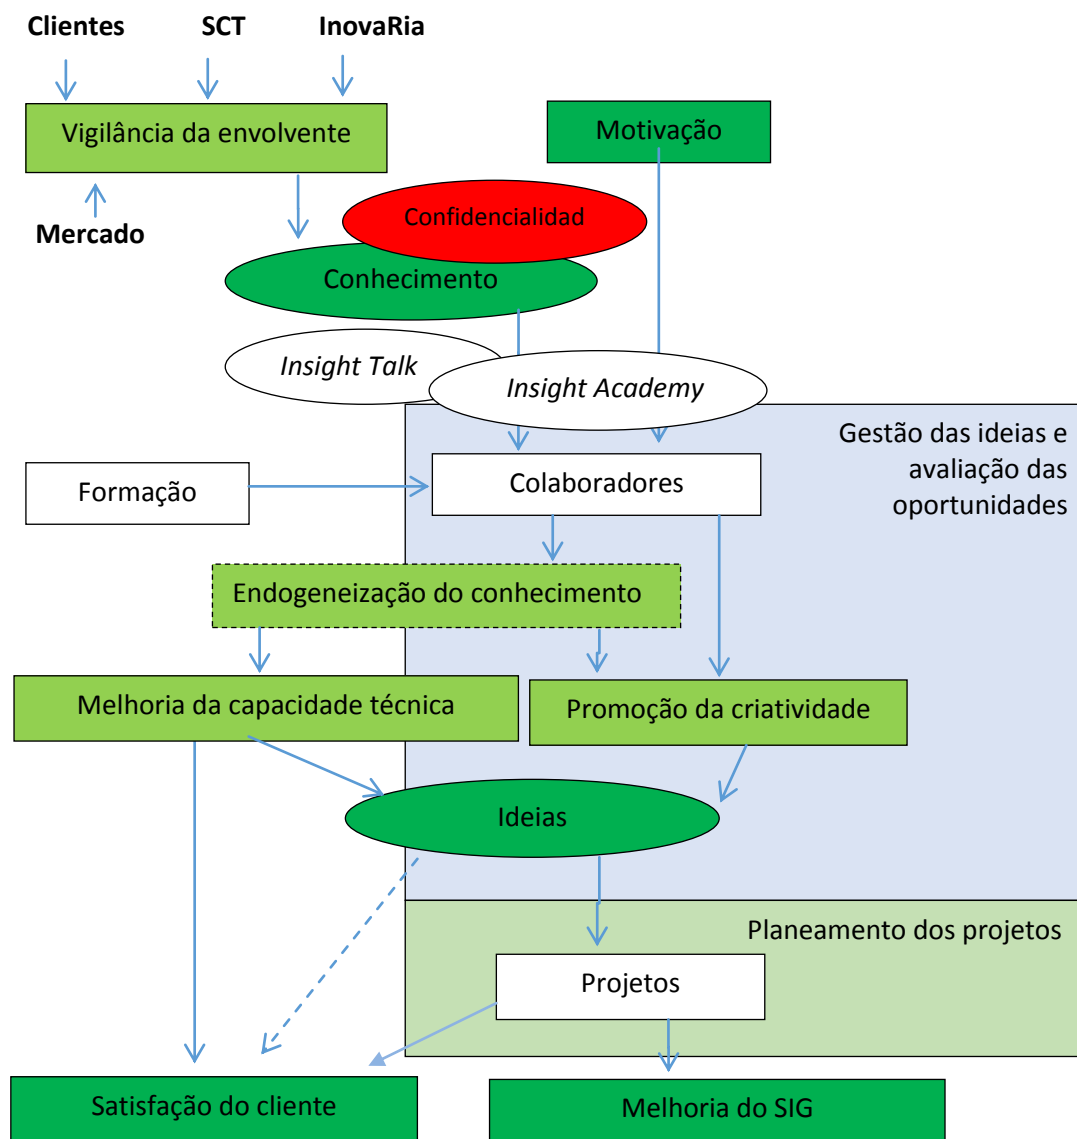 Clientes
SCT
InovaRia
Vigilância da envolvente
Motivação
Mercado
Confidencialidad
Conhecimento
Insight Talk
Insight Academy
Gestão das ideias e
avaliação das
oportunidades
Formação
Colaboradores
Endogeneização do conhecimento
Melhoria da capacidade técnica
Promoção da criatividade
Ideias
Planeamento dos projetos
Projetos
Satisfação do cliente
Melhoria do SIG